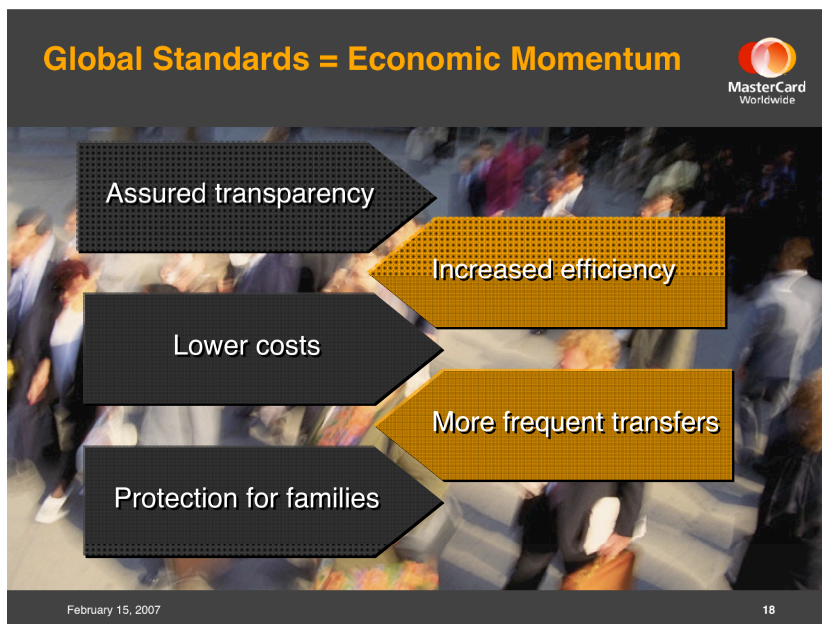 Global Standards = Economic Momentum
MasterCard
Worldwide
Assured transparency
Increased efficiency
Lower costs
More frequent transfers
Protection for families
February 15, 2007
18